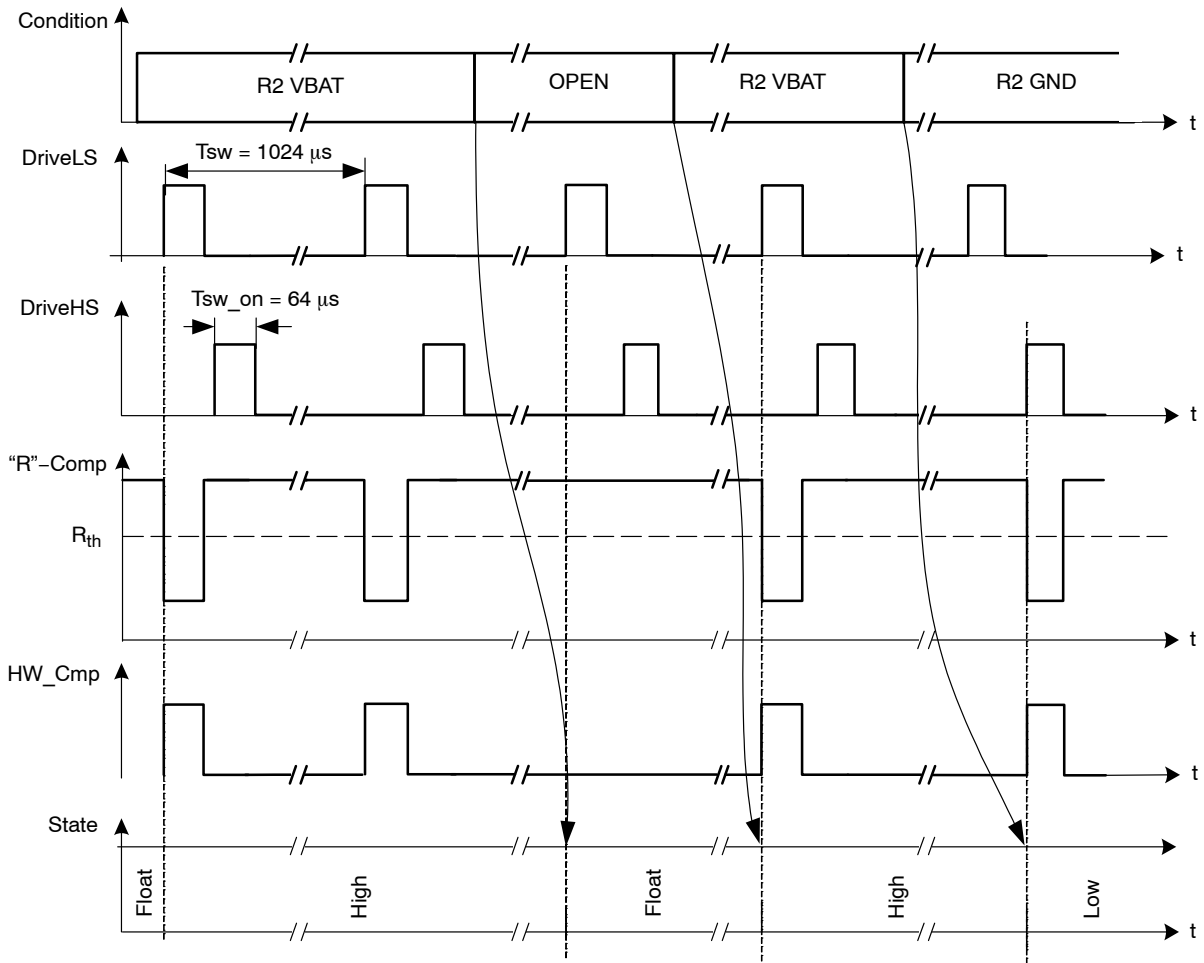 Condition
R2 VBAT
OPEN
R2 VBAT
R2 GND
t
DriveLS
Tsw = 1024 μs
t
DriveHS
Tsw_on = 64 μs
t
“R”−Comp
Rth
t
HW_Cmp
t
State
Float
High
Float
High
Low
t